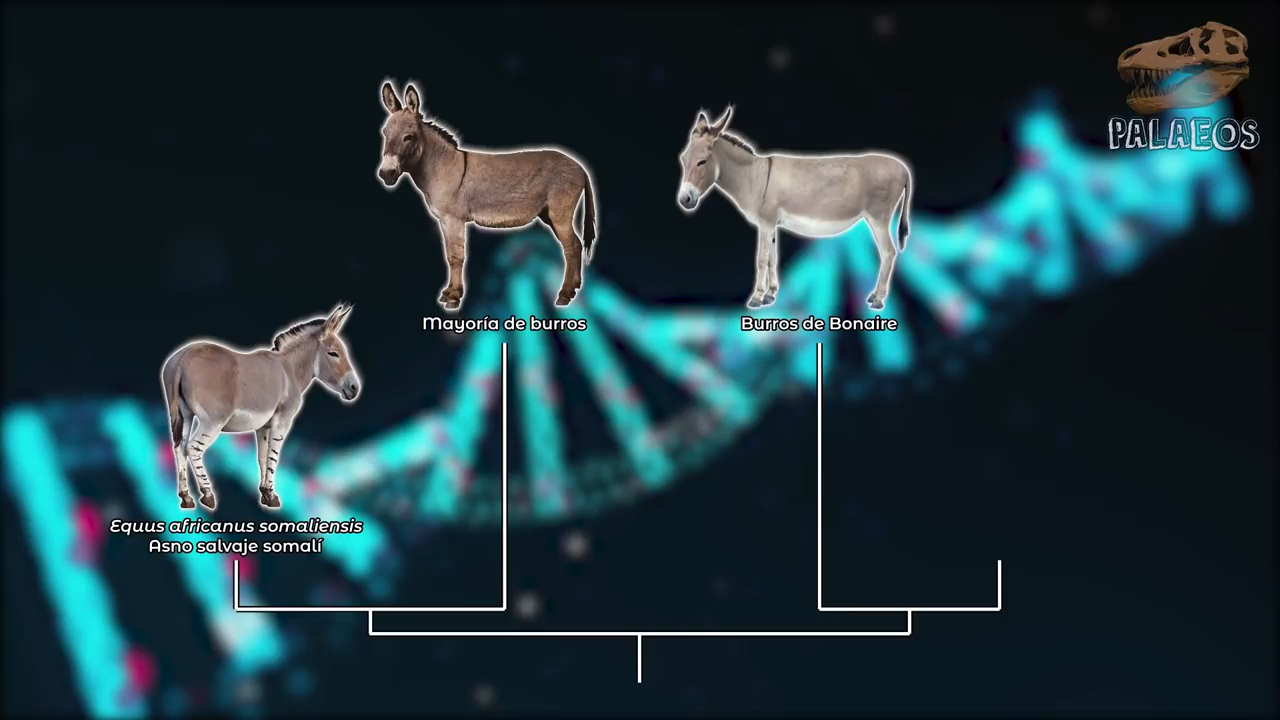 PALAEOS
Mayoría de burros
Burros de Bonaire
Equus africanus somaliensis
Asno salvaje somalí